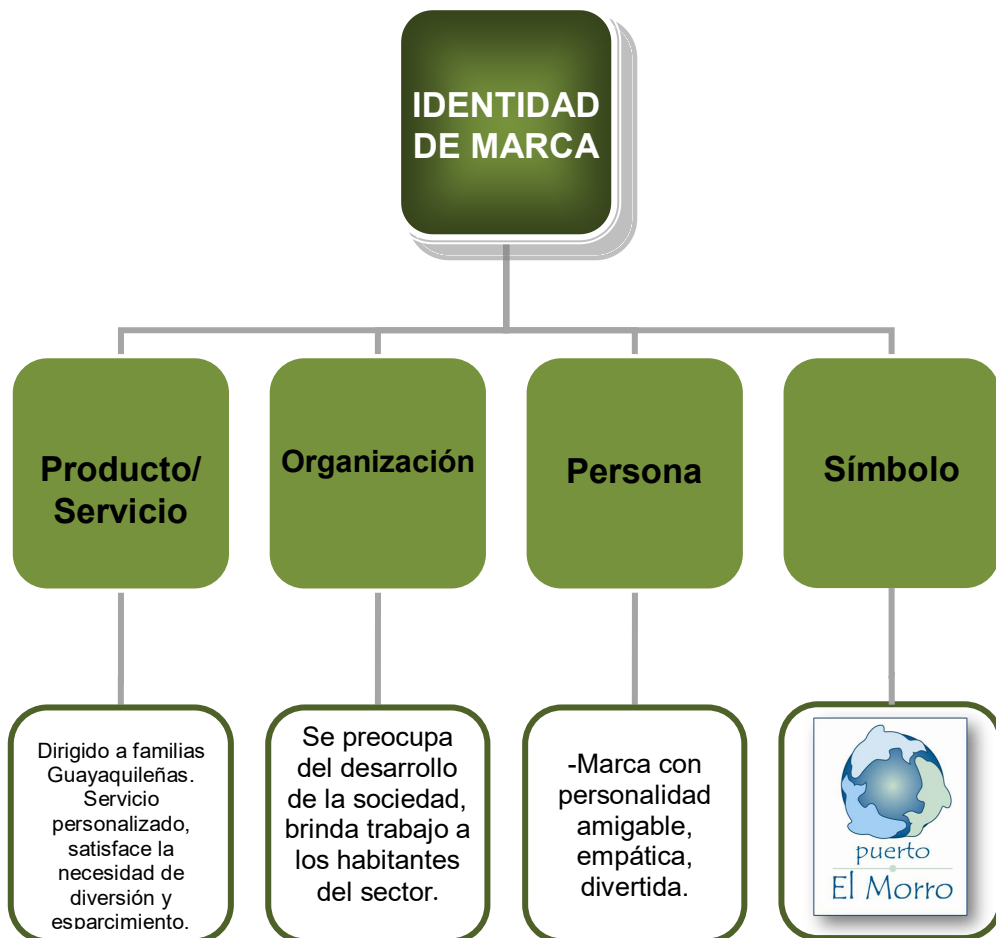 IDENTIDAD
DE MARCA
Producto/
Servicio
Organización
Persona
Símbolo
Dirigido a familias
Guayaquileñas.
Servicio
personalizado,
satisface la
necesidad de
diversión y
esparcimiento.
Se preocupa
del desarrollo
de la sociedad,
brinda trabajo a
los habitantes
del sector.
-Marca con
personalidad
amigable,
empática,
divertida.
puerto
El Morro